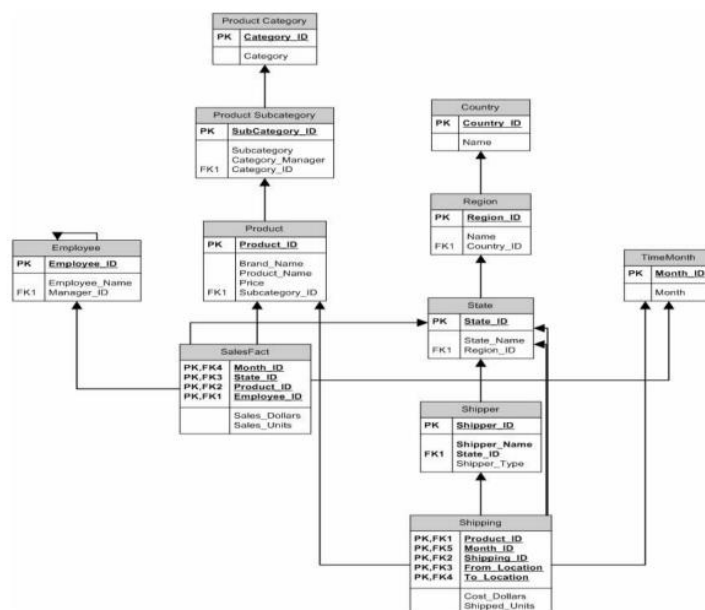 Product Category
PK Category_ID
Category
Product Subcategory
PK SubCategory_ID
Subcategory
Category_Manager
FK1 Category_ID
Country
PK Country_ID
Name
Region
PK Region_ID
Name
FK1 Country_ID
Product
PK Product_ID
Brand_Name
Product_Name
Price
FK1 Subcategory_ID
Employee
PK Employee_ID
Employee_Name
FK1 Manager_ID
TimeMonth
PK Month_ID
Month
State
PK State_ID
State_Name
FK1 Region_ID
SalesFact
PK,FK4 Month_ID
PK,FK3 State_ID
PK,FK2 Product_ID
PK,FK1 Employee_ID
Sales_Dollars
Sales_Units
Shipper
PK Shipper_ID
Shipper_Name
FK1 State_ID
Shipper_Type
Shipping
PK,FK1 Product_ID
PK,FK5 Month_ID
PK,FK2 Shipping_ID
PK,FK3 From_Location
PK,FK4 To_Location
Cost_Dollars
Shipped_Units